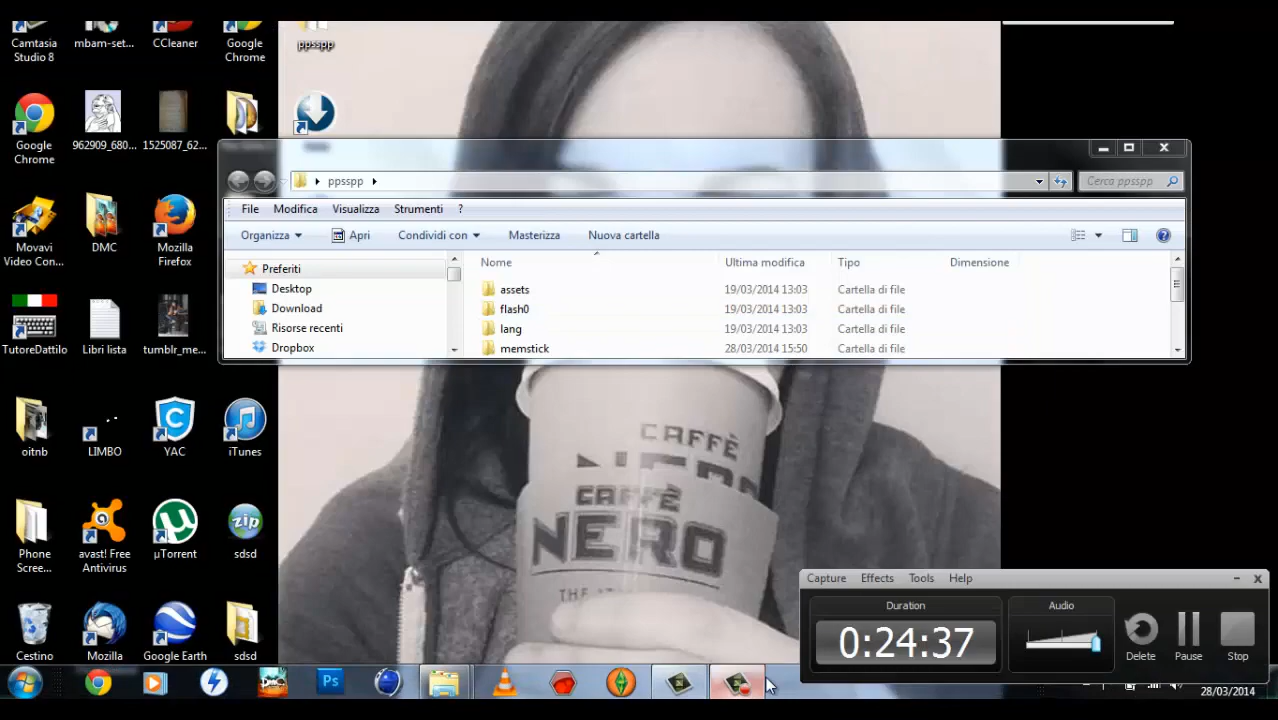 Camtasia Studio 8
mbam-set...
CCleaner
Google Chrome
ppsspp
Google Chrome
962909_680...
1525087_62...
ppsspp
Cerca ppsspp
File Modifica Visualizza Strumenti ?
Organizza Apri Condividi con Masterizza Nuova cartella
Preferiti
Desktop
Download
Risorse recenti
Dropbox
Nome Ultima modifica Tipo Dimensione
assets 19/03/2014 13:03 Cartella di file
flash0 19/03/2014 13:03 Cartella di file
lang 19/03/2014 13:03 Cartella di file
memstick 28/03/2014 15:50 Cartella di file
Movavi Video Con...
DMC
Mozilla Firefox
TutoreDattilo
Libri lista
tumblr_me...
oitnb
LIMBO
YAC
iTunes
CAFFÈ
CAFFÈ
NERO
Phone Scree...
avast! Free Antivirus
µTorrent
zip
sdsd
Cestino
Mozilla
Google Earth
sdsd
Capture Effects Tools Help
Duration
0:24:37
Audio
Delete
Pause
Stop
Ps
28/03/2014